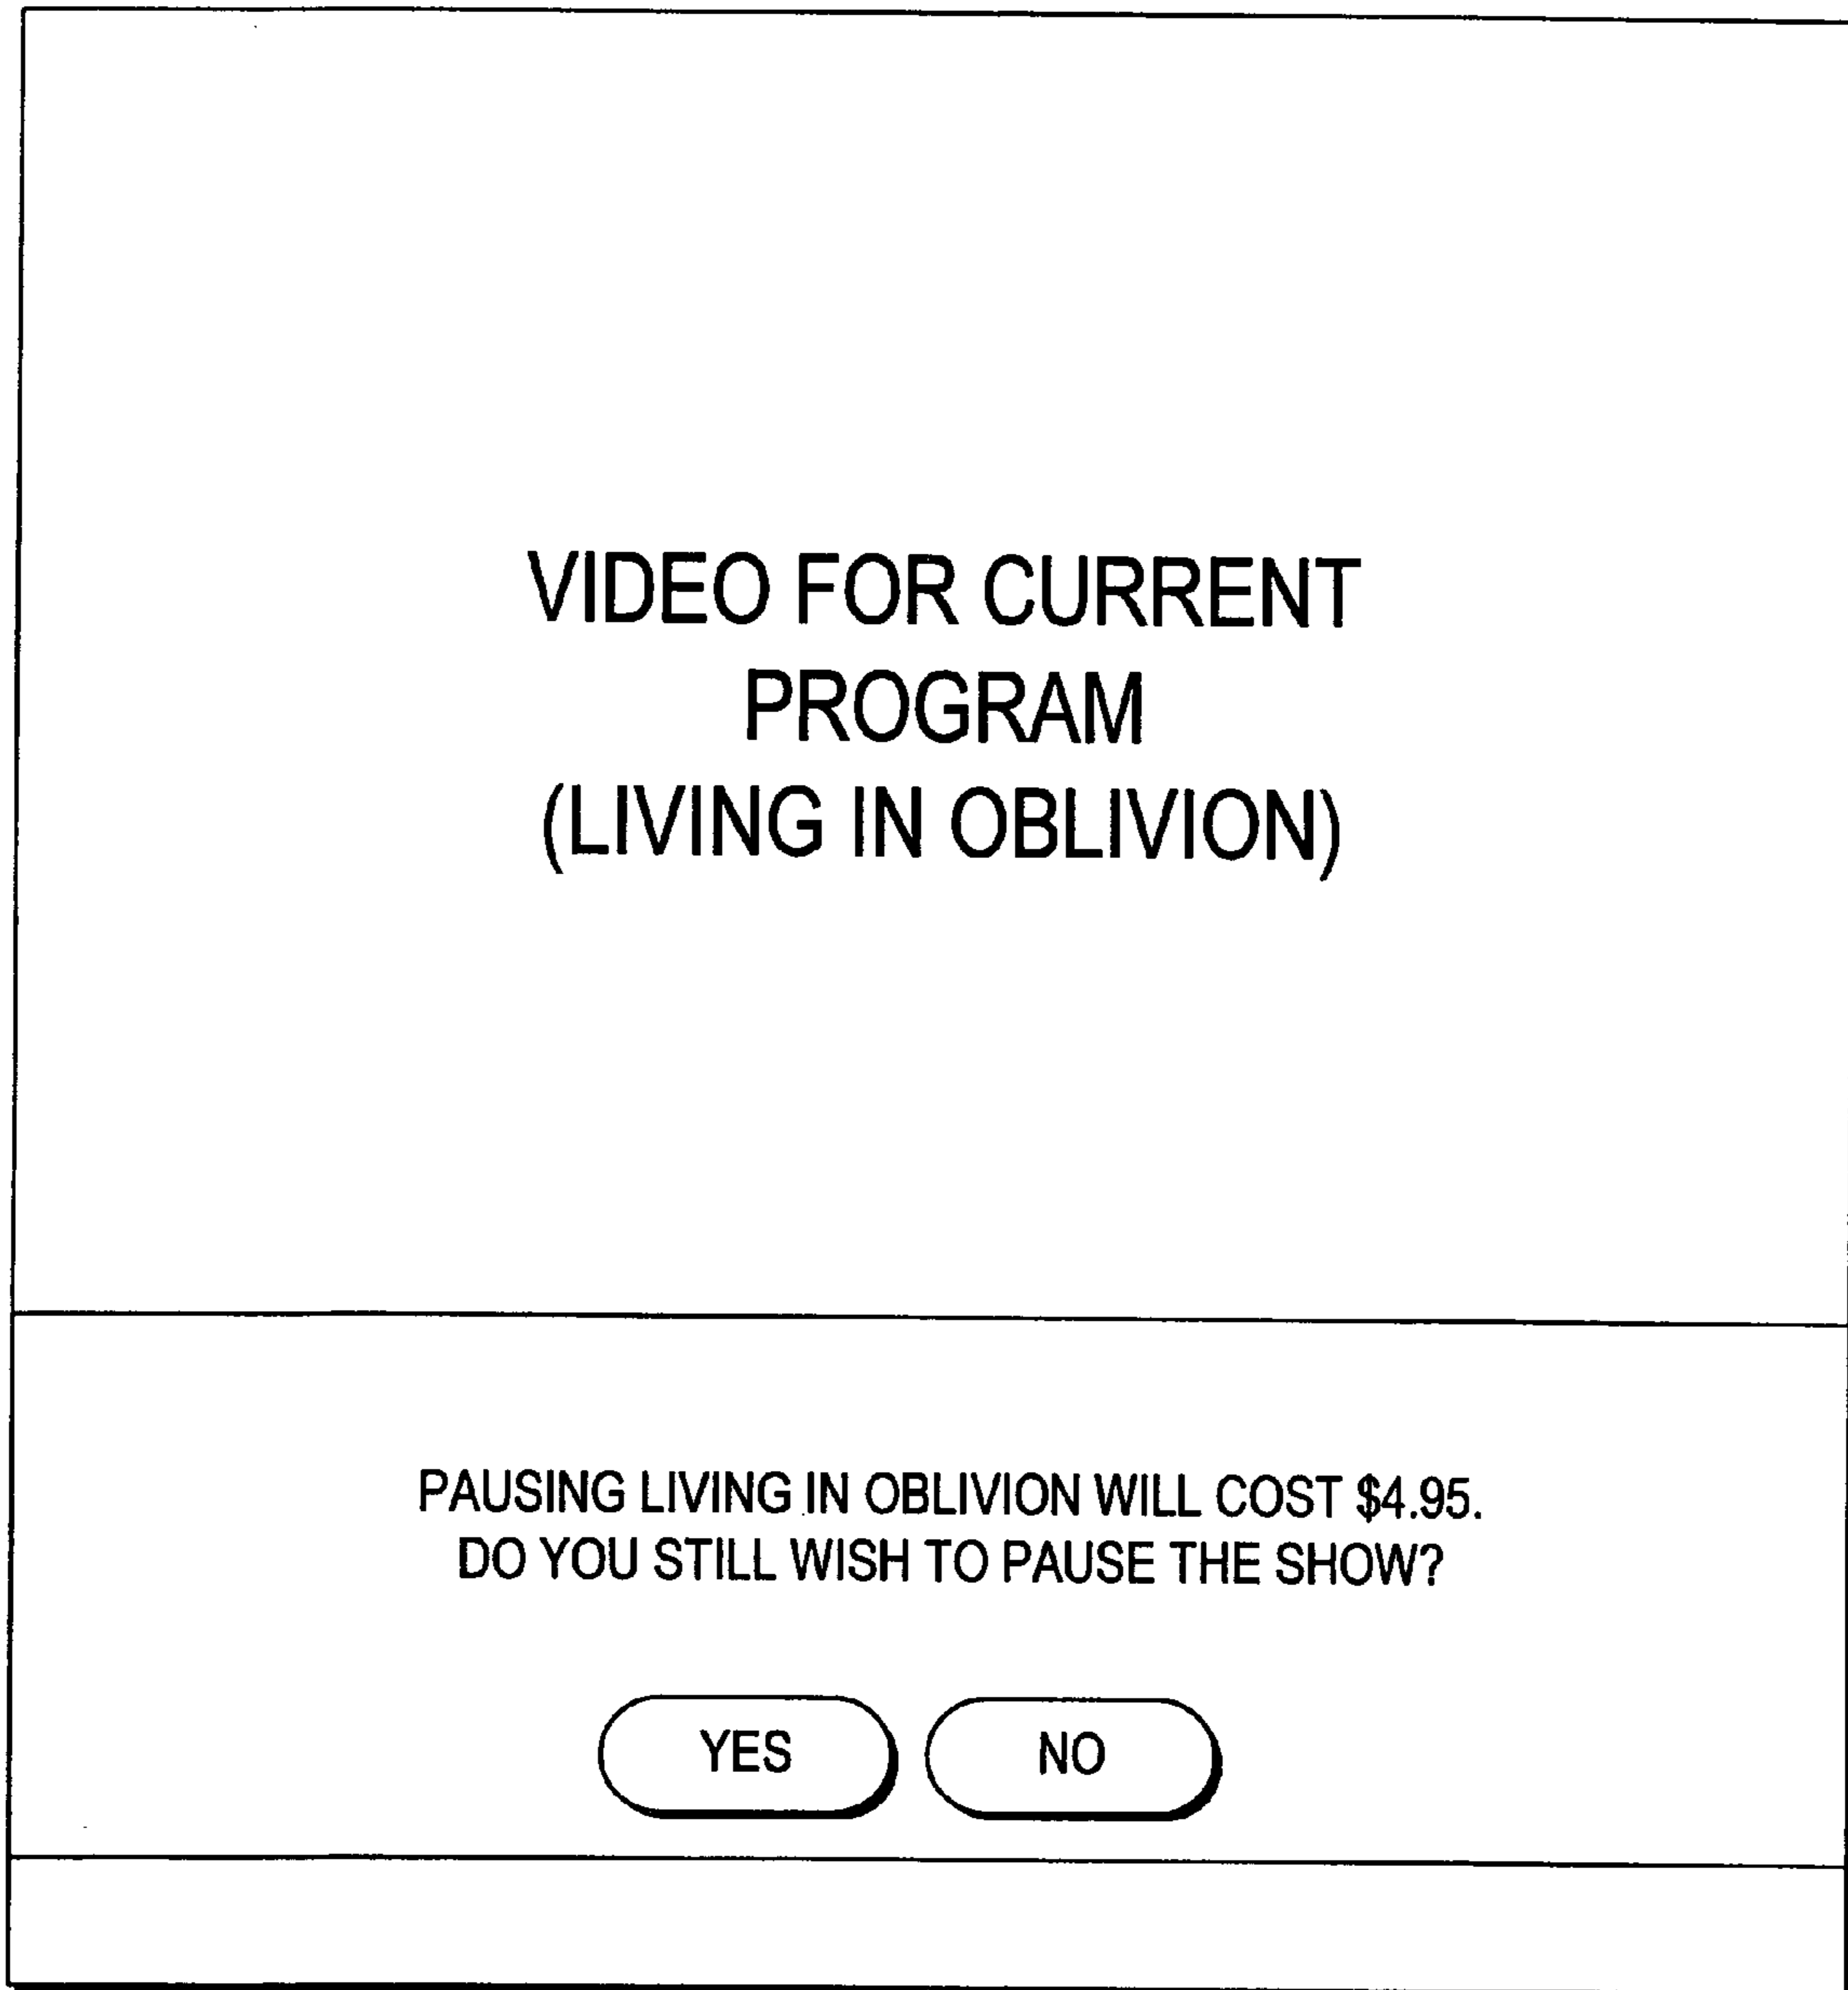 VIDEO FOR CURRENT
PROGRAM
(LIVING IN OBLIVION)
PAUSING LIVING IN OBLIVION WILL COST $4.95.
DO YOU STILL WISH TO PAUSE THE SHOW?
YES NO